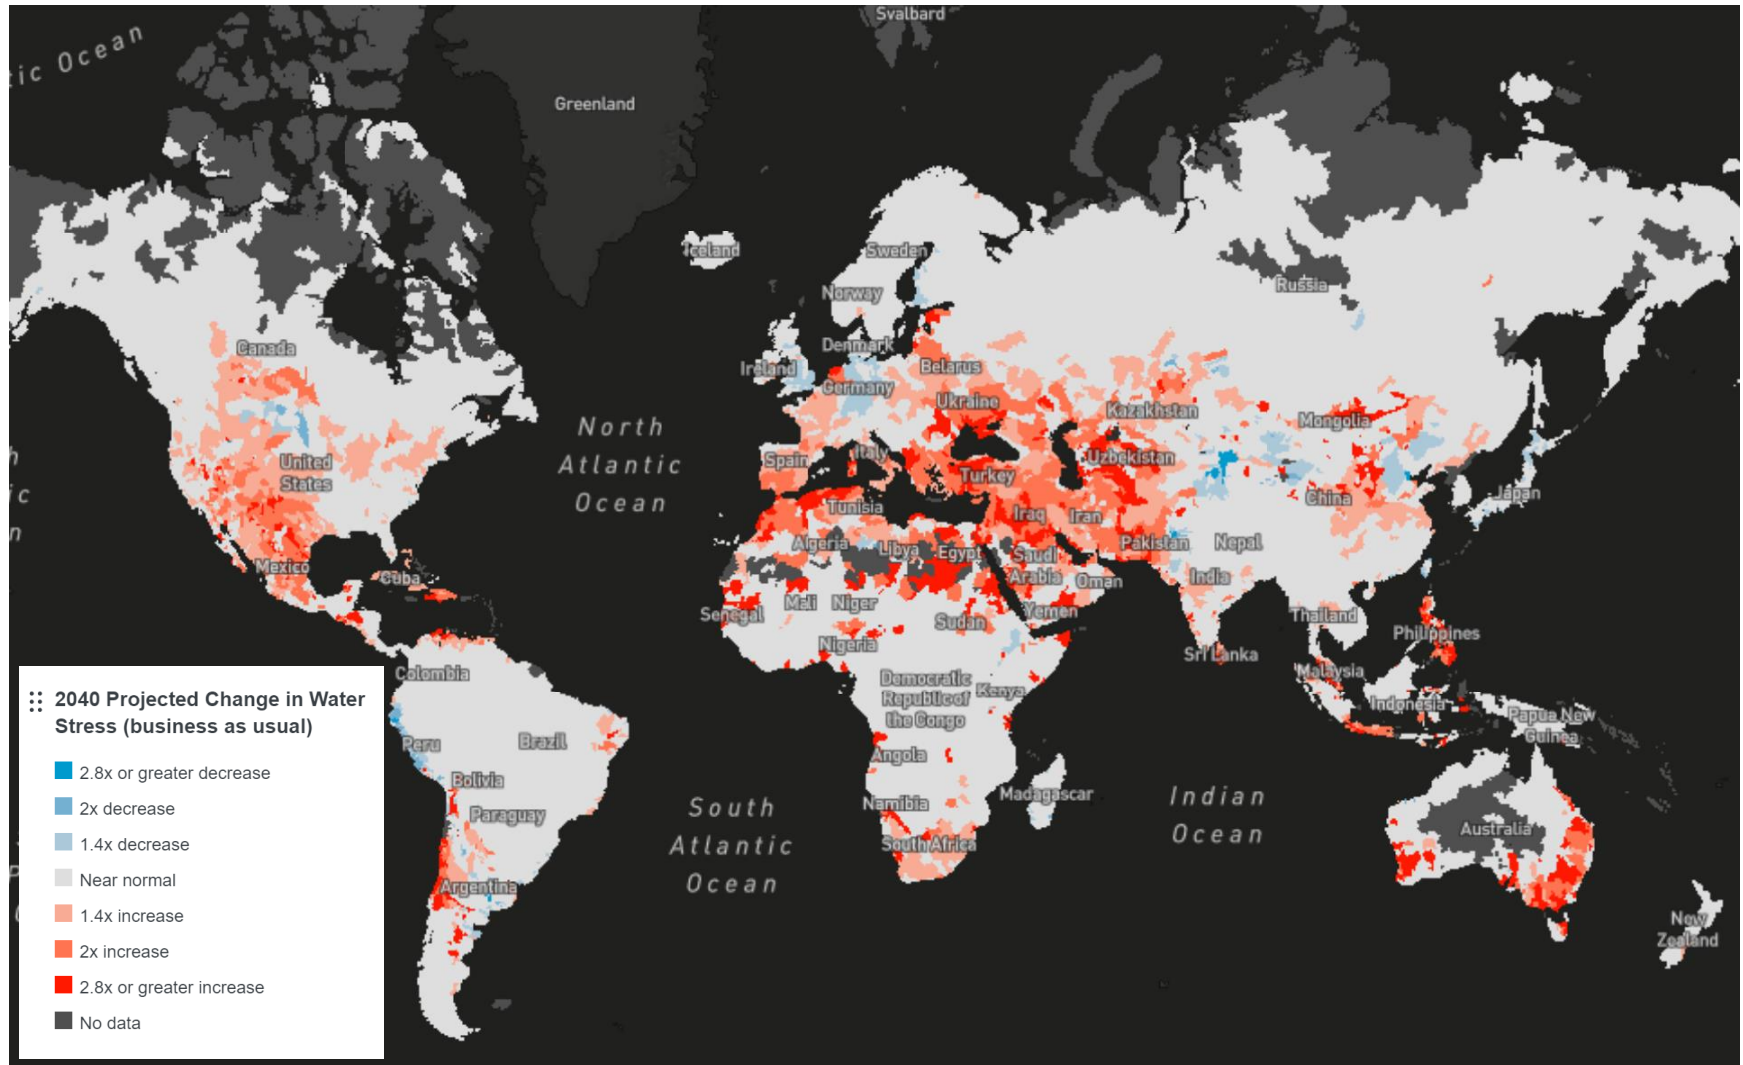 Svalbard
tic Ocean
Greenland
Iceland
Sweden
Russia
Norway
Canada
Denmark
Ireland
Belarus
Germany
Ukraine
Kazakhstan
Mongolia
North
Atlantic
Ocean
United
States
Spain
Italy
Uzbekistan
Turkey
China
Japan
Tunisia
Iraq
Iran
Algeria
Libya
Egypt
Pakistan
Nepal
Saudi
Arabia
Oman
India
Mexico
Cuba
Senegal
Mali
Niger
Sudan
Yemen
Thailand
Philippines
Nigeria
Sri Lanka
Colombia
Democratic
Republic of
the Congo
Kenya
Malaysia
Indonesia
Papua New
Guinea
Peru
Brazil
Angola
Bolivia
Paraguay
Namibia
Madagascar
South
Atlantic
Ocean
Indian
Ocean
Australia
South Africa
Argentina
New
Zealand
2040 Projected Change in Water
Stress (business as usual)
2.8x or greater decrease
2x decrease
1.4x decrease
Near normal
1.4x increase
2x increase
2.8x or greater increase
No data